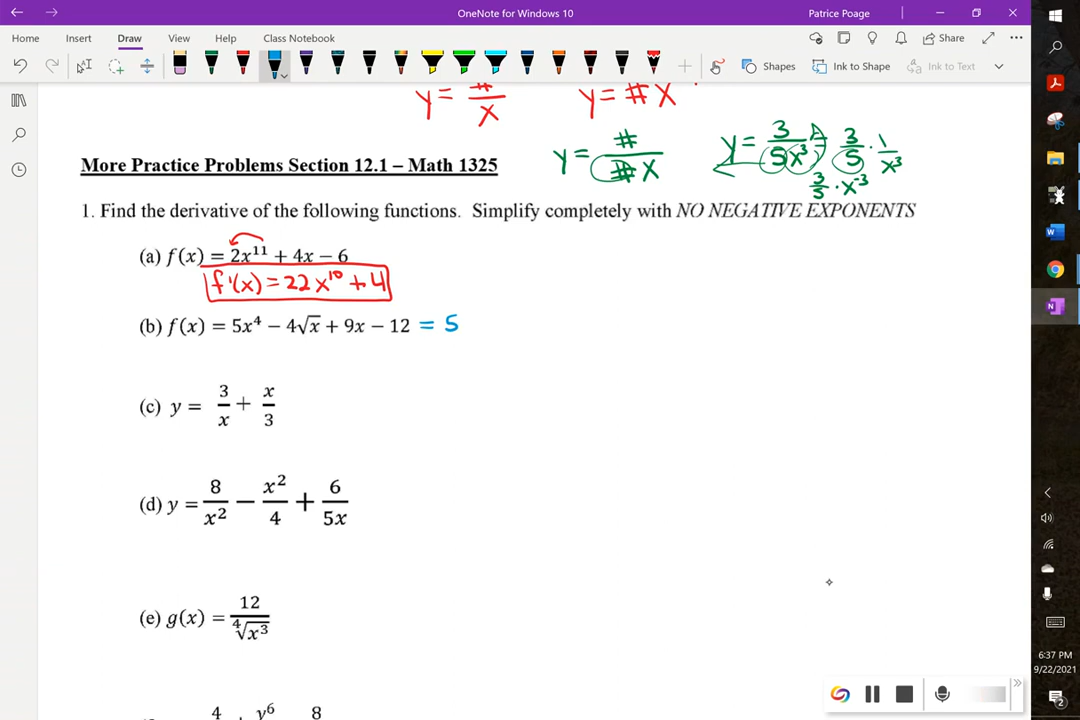 OneNote for Windows 10
Patrice Poage
Home Insert Draw View Help Class Notebook
Share
Shapes Ink to Shape Ink to Text
y = #/x y = #x
y = #/#x y = 3/5x³ = 3/5 · 1/x³
3/5 · x⁻³
More Practice Problems Section 12.1 – Math 1325
1. Find the derivative of the following functions. Simplify completely with NO NEGATIVE EXPONENTS
(a) f(x) = 2x¹¹ + 4x − 6
f'(x) = 22x¹⁰ + 4
(b) f(x) = 5x⁴ − 4√x + 9x − 12 = 5
(c) y = 3/x + x/3
(d) y = 8/x² − x²/4 + 6/5x
(e) g(x) = 12/∜x³
6:37 PM
9/22/2021